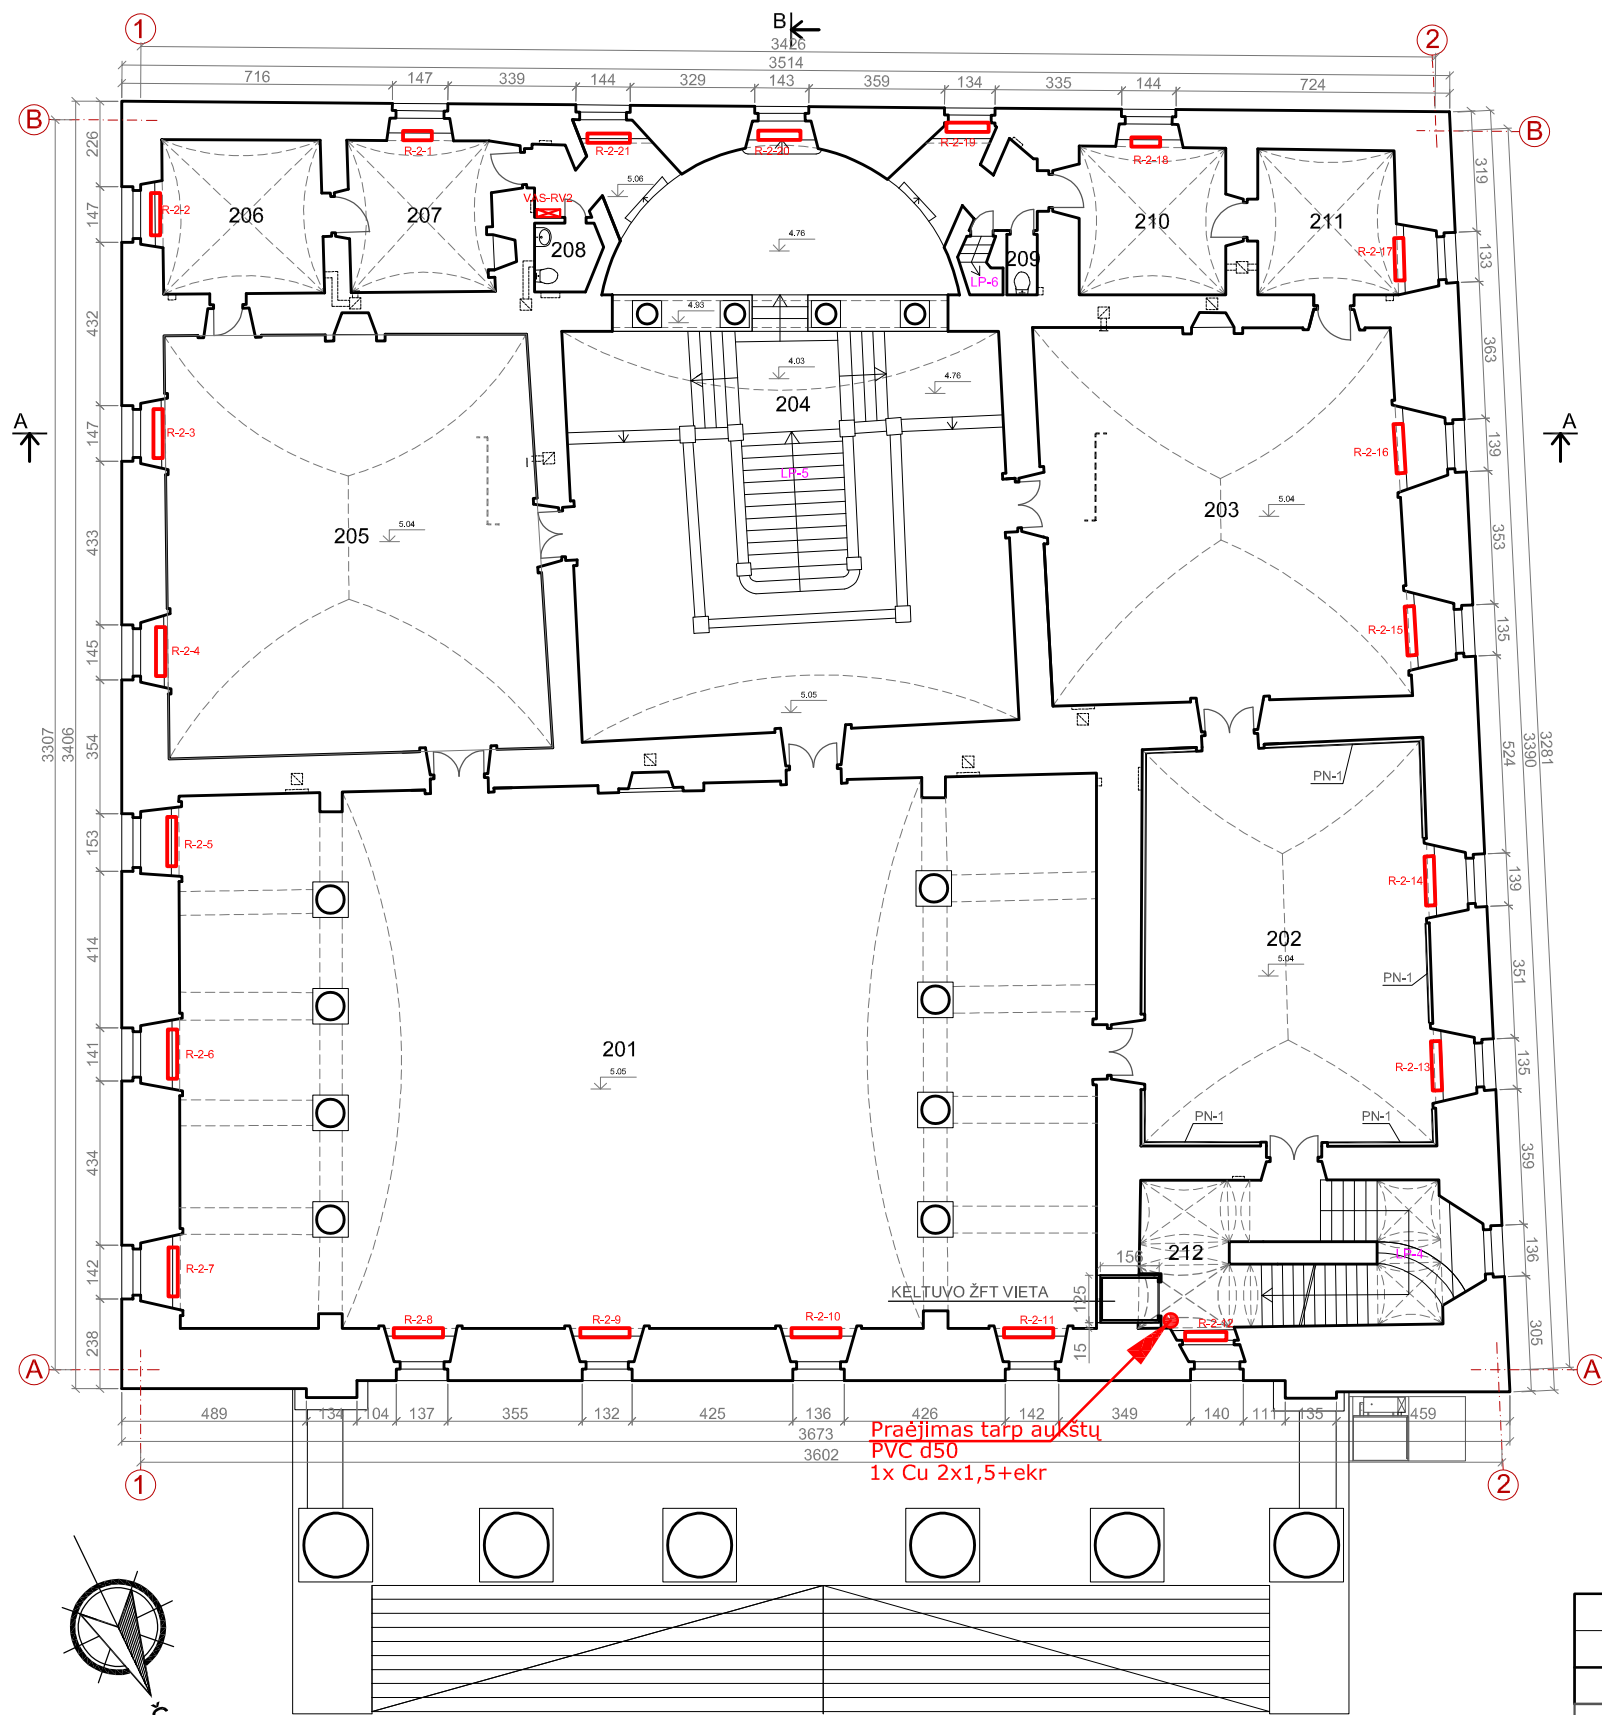 1
B
2
3426
3514
716 147 339 144 329 143 359 134 335 144 724
B
B
226
147
432
147
433
145
354
153
414
141
434
142
238
3307
3406
319
133
363
139
353
135
524
139
351
135
359
136
305
3281
3390
R-2-1
R-2-21
R-2-20
R-2-19
R-2-18
R-2-2
206
207
VAS-RV2
208
5.06
4.76
209
LP-6
210
211
R-2-17
4.93
4.03
4.76
204
A
A
R-2-3
R-2-16
LP-5
205
5.04
203
5.04
R-2-4
R-2-15
5.05
PN-1
R-2-5
R-2-14
202
5.04
PN-1
201
5.05
R-2-6
R-2-13
PN-1
PN-1
212
LP-4
156
125
15
KELTUVO ŽFT VIETA
R-2-7
R-2-8
R-2-9
R-2-10
R-2-11
R-2-12
A
A
489 134 104 137 355 132 425 136 426 142 349 140 111 135 459
3673
3602
Praėjimas tarp aukštų
PVC d50
1x Cu 2x1,5+ekr
1
2
Š